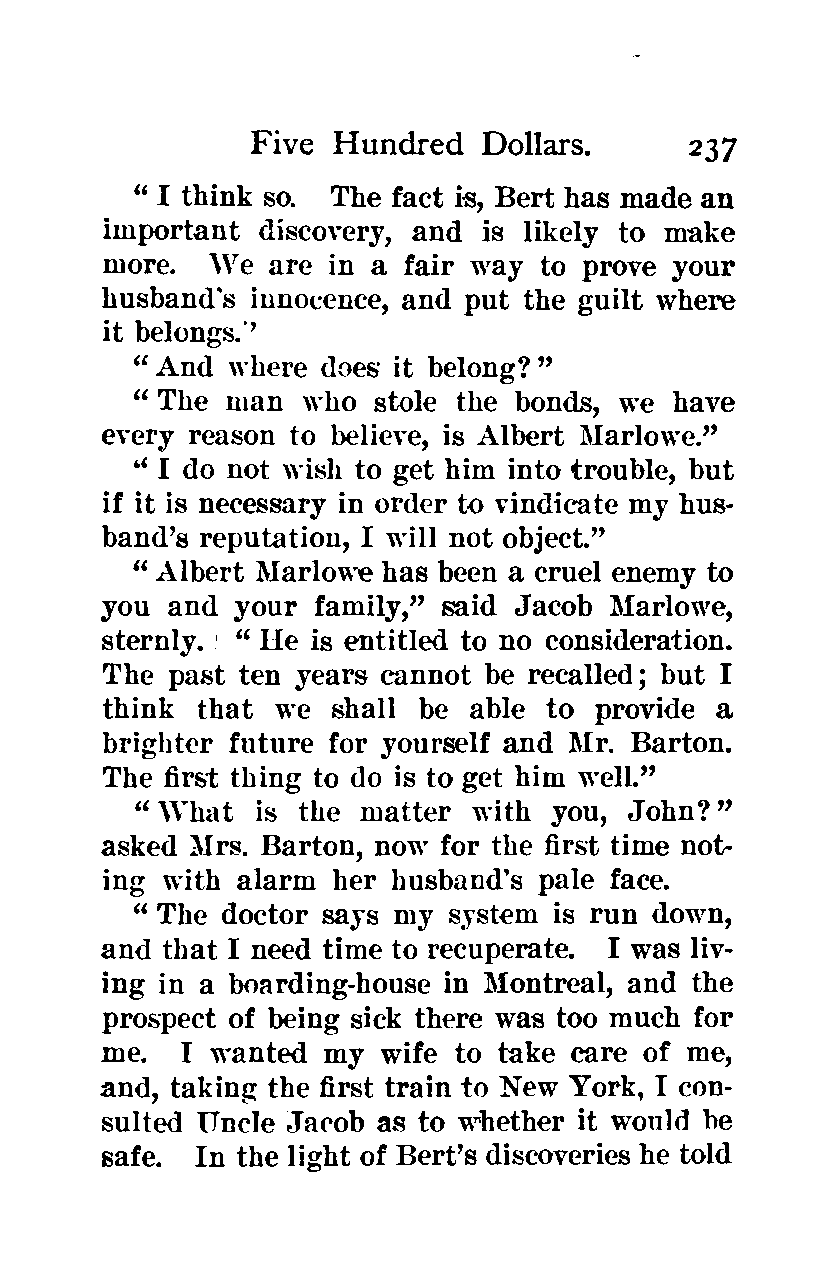 Five Hundred Dollars. 237
“ I think so. The fact is, Bert has made an
important discovery, and is likely to make
more. We are in a fair way to prove your
husband's innocence, and put the guilt where
it belongs.”
“ And where does it belong? ”
“ The man who stole the bonds, we have
every reason to believe, is Albert Marlowe.”
“ I do not wish to get him into trouble, but
if it is necessary in order to vindicate my hus-
band’s reputation, I will not object.”
“ Albert Marlowe has been a cruel enemy to
you and your family,” said Jacob Marlowe,
sternly. “ He is entitled to no consideration.
The past ten years cannot be recalled; but I
think that we shall be able to provide a
brighter future for yourself and Mr. Barton.
The first thing to do is to get him well.”
“ What is the matter with you, John? ”
asked Mrs. Barton, now for the first time not-
ing with alarm her husband’s pale face.
“ The doctor says my system is run down,
and that I need time to recuperate. I was liv-
ing in a boarding-house in Montreal, and the
prospect of being sick there was too much for
me. I wanted my wife to take care of me,
and, taking the first train to New York, I con-
sulted Uncle Jacob as to whether it would be
safe. In the light of Bert’s discoveries he told